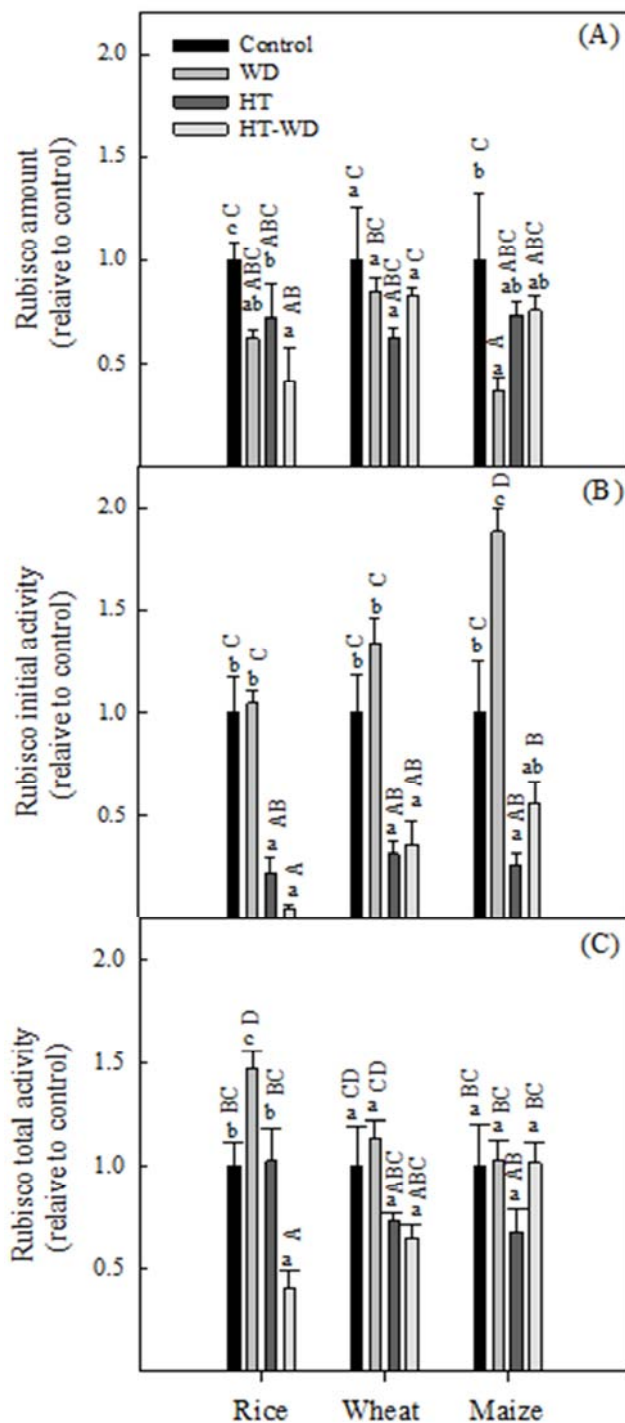 (A)
Control
WD
HT
HT-WD
2.0
1.5
1.0
0.5
Rubisco amount
(relaive to control)
c C
ab ABC
b ABC
a AB
a C
a BC
a ABC
a C
b C
a A
ab ABC
ab ABC
(B)
2.0
1.5
1.0
0.5
Rubisco initial activity
(relaive to control)
b C
b C
a AB
a A
b C
b C
a AB
a AB
b C
c D
a AB
ab B
(C)
2.0
1.5
1.0
0.5
Rubisco total activity
(relaive to control)
b BC
c D
b BC
a A
a CD
a CD
a ABC
a ABC
a BC
a BC
a AB
a BC
Rice Wheat Maize